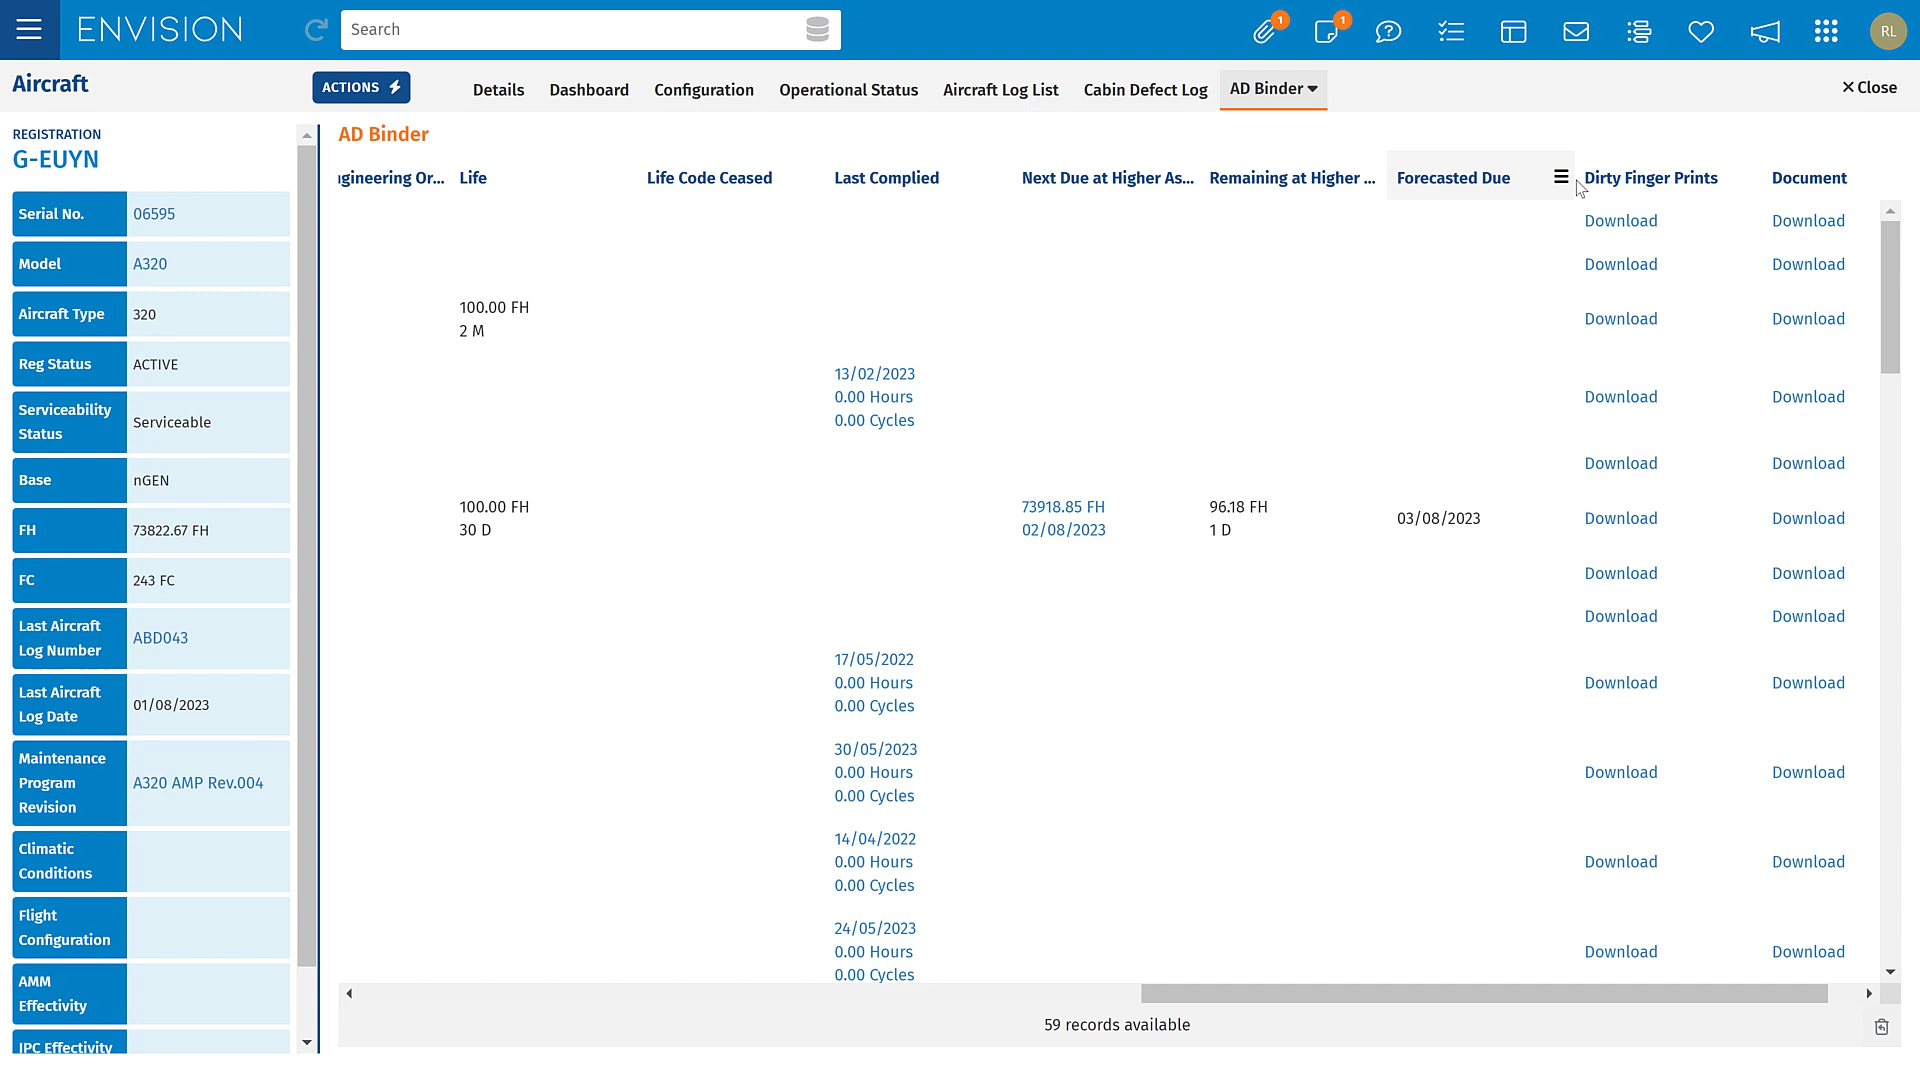 ENVISION
Search
1
1
RL
Aircraft
ACTIONS
Details
Dashboard
Configuration
Operational Status
Aircraft Log List
Cabin Defect Log
AD Binder
Close
REGISTRATION
G-EUYN
Serial No.
06595
Model
A320
Aircraft Type
320
Reg Status
ACTIVE
Serviceability
Status
Serviceable
Base
nGEN
FH
73822.67 FH
FC
243 FC
Last Aircraft
Log Number
ABD043
Last Aircraft
Log Date
01/08/2023
Maintenance
Program
Revision
A320 AMP Rev.004
Climatic
Conditions
Flight
Configuration
AMM
Effectivity
IPC Effectivity
AD Binder
gineering Or...
Life
Life Code Ceased
Last Complied
Next Due at Higher As...
Remaining at Higher ...
Forecasted Due
Dirty Finger Prints
Document
Download
Download
Download
Download
100.00 FH
2 M
Download
Download
13/02/2023
0.00 Hours
0.00 Cycles
Download
Download
Download
Download
100.00 FH
30 D
73918.85 FH
02/08/2023
96.18 FH
1 D
03/08/2023
Download
Download
Download
Download
Download
Download
17/05/2022
0.00 Hours
0.00 Cycles
Download
Download
30/05/2023
0.00 Hours
0.00 Cycles
Download
Download
14/04/2022
0.00 Hours
0.00 Cycles
Download
Download
24/05/2023
0.00 Hours
0.00 Cycles
Download
Download
59 records available